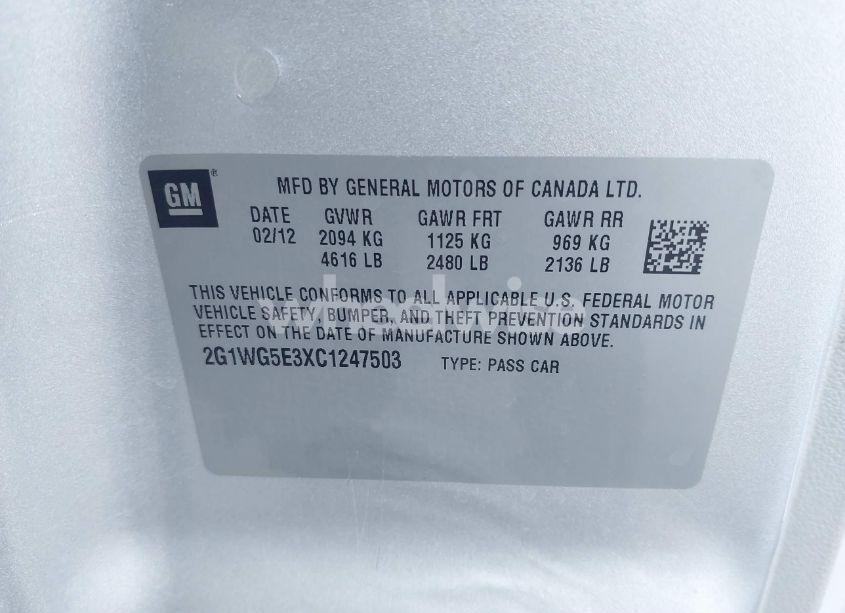 GM ®
MFD BY GENERAL MOTORS OF CANADA LTD.
DATE GVWR GAWR FRT GAWR RR
02/12 2094 KG 1125 KG 969 KG
4616 LB 2480 LB 2136 LB
THIS VEHICLE CONFORMS TO ALL APPLICABLE U.S. FEDERAL MOTOR
VEHICLE SAFETY, BUMPER, AND THEFT PREVENTION STANDARDS IN
EFFECT ON THE DATE OF MANUFACTURE SHOWN ABOVE.
2G1WG5E3XC1247503 TYPE: PASS CAR
wheelwise